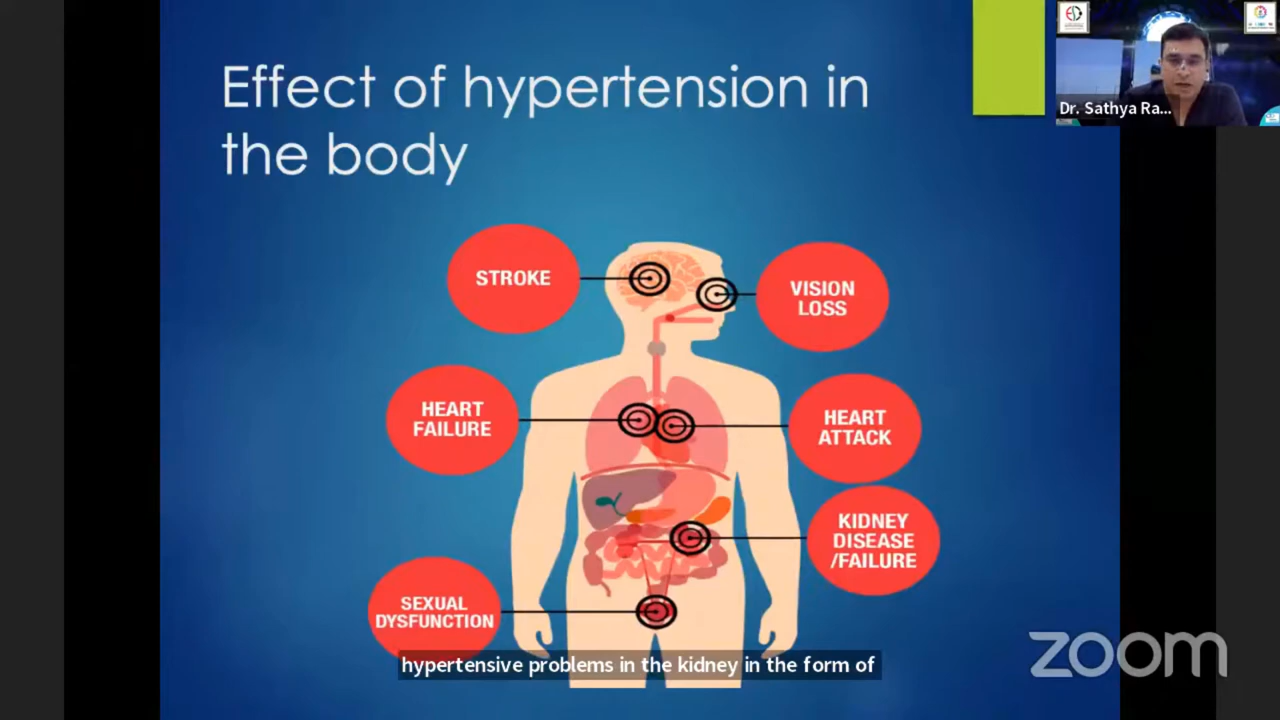 Effect of hypertension in
the body
Dr. Sathya Ra...
STROKE
VISION
LOSS
HEART
FAILURE
HEART
ATTACK
KIDNEY
DISEASE
/FAILURE
SEXUAL
DYSFUNCTION
hypertensive problems in the kidney in the form of
zoom